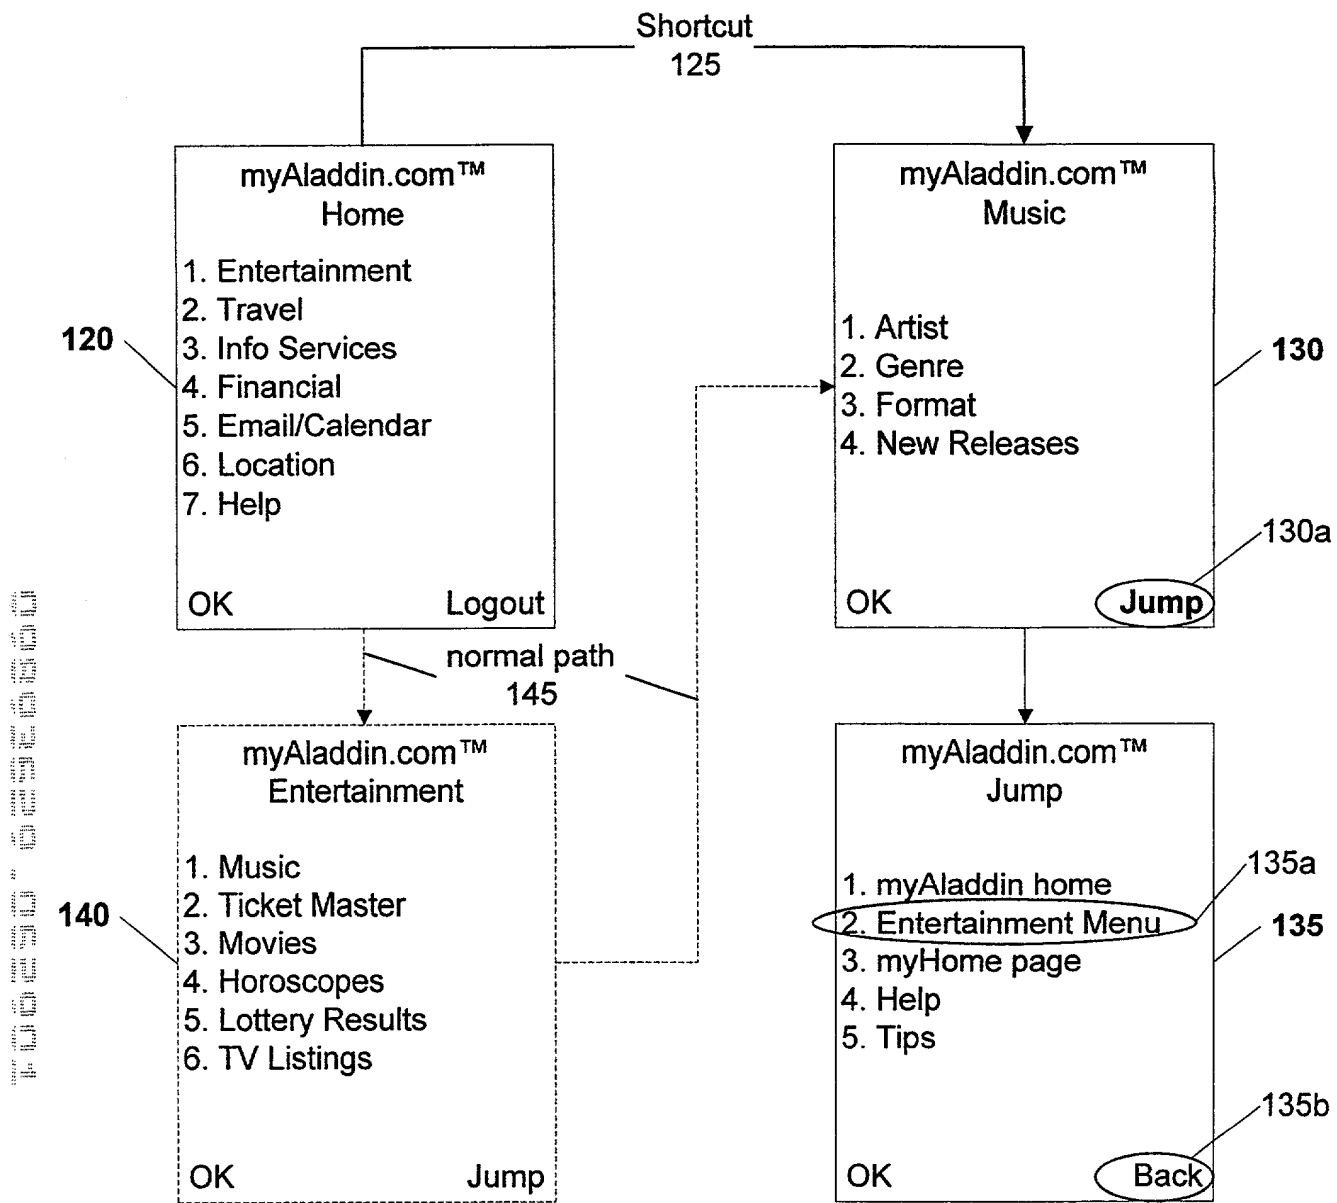 Shortcut
125
myAladdin.com™
Home
1. Entertainment
2. Travel
3. Info Services
4. Financial
5. Email/Calendar
6. Location
7. Help
OK
Logout
120
myAladdin.com™
Music
1. Artist
2. Genre
3. Format
4. New Releases
OK
Jump
130
130a
normal path
145
myAladdin.com™
Entertainment
1. Music
2. Ticket Master
3. Movies
4. Horoscopes
5. Lottery Results
6. TV Listings
OK
Jump
140
myAladdin.com™
Jump
1. myAladdin home
2. Entertainment Menu
3. myHome page
4. Help
5. Tips
OK
Back
135a
135
135b